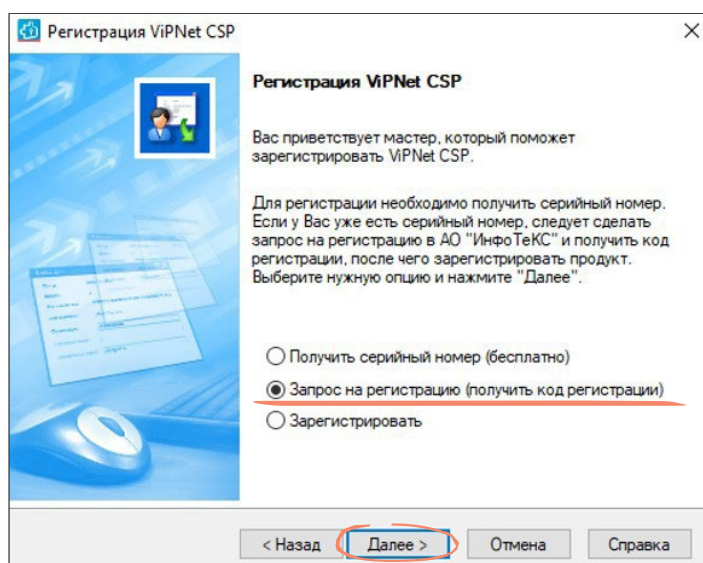 Регистрация ViPNet CSP
Регистрация ViPNet CSP
Вас приветствует мастер, который поможет
зарегистрировать ViPNet CSP.
Для регистрации необходимо получить серийный номер.
Если у Вас уже есть серийный номер, следует сделать
запрос на регистрацию в АО "ИнфоТеКС" и получить код
регистрации, после чего зарегистрировать продукт.
Выберите нужную опцию и нажмите "Далее".
Получить серийный номер (бесплатно)
Запрос на регистрацию (получить код регистрации)
Зарегистрировать
< Назад Далее > Отмена Справка